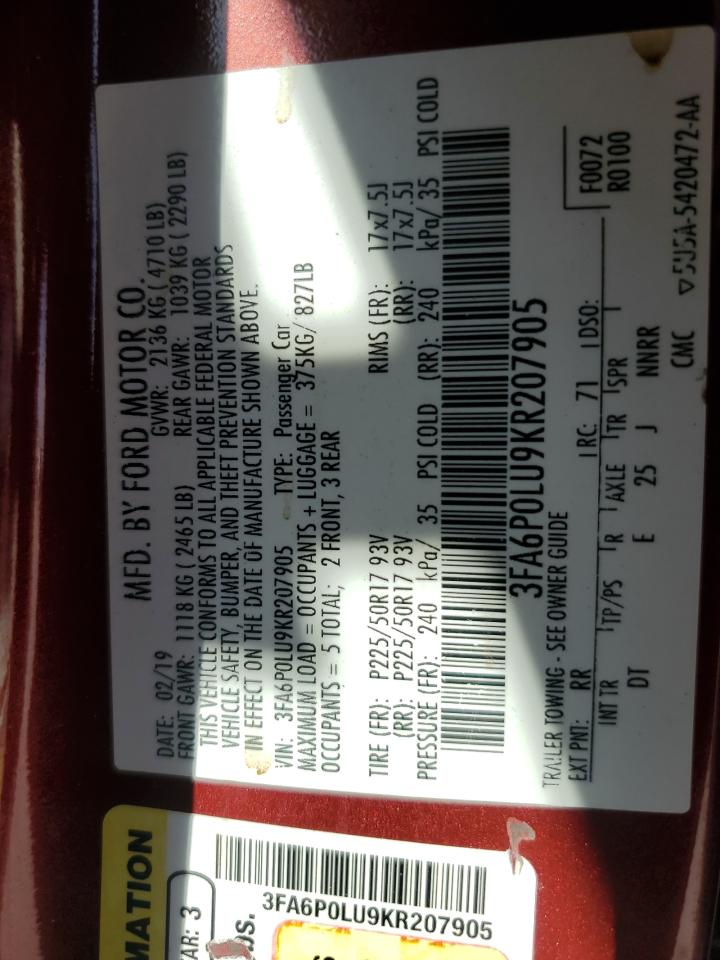 MFD. BY FORD MOTOR CO.
DATE: 02/19 GVWR: 2136 KG ( 4710 LB)
FRONT GAWR: 1118 KG ( 2465 LB) REAR GAWR: 1039 KG ( 2290 LB)
THIS VEHICLE CONFORMS TO ALL APPLICABLE FEDERAL MOTOR
VEHICLE SAFETY, BUMPER, AND THEFT PREVENTION STANDARDS
IN EFFECT ON THE DATE OF MANUFACTURE SHOWN ABOVE.
VIN: 3FA6P0LU9KR207905 TYPE: Passenger Car
MAXIMUM LOAD = OCCUPANTS + LUGGAGE = 375KG/ 827LB
OCCUPANTS = 5 TOTAL; 2 FRONT, 3 REAR
TIRE (FR): P225/50R17 93V RIMS (FR): 17x7.5J
(RR): P225/50R17 93V (RR): 17x7.5J
PRESSURE (FR): 240 kPa/ 35 PSI COLD (RR): 240 kPa/ 35 PSI COLD
3FA6P0LU9KR207905
TRAILER TOWING - SEE OWNER GUIDE
F0072
EXT PNT: RR RC: 71 DSO: R0100
INT TR TP/PS R AXLE TR SPR
DT E 25 J NNRR
CMC 5U5A-5420472-AA
MATION
AR: 3
3FA6P0LU9KR207905
bs.